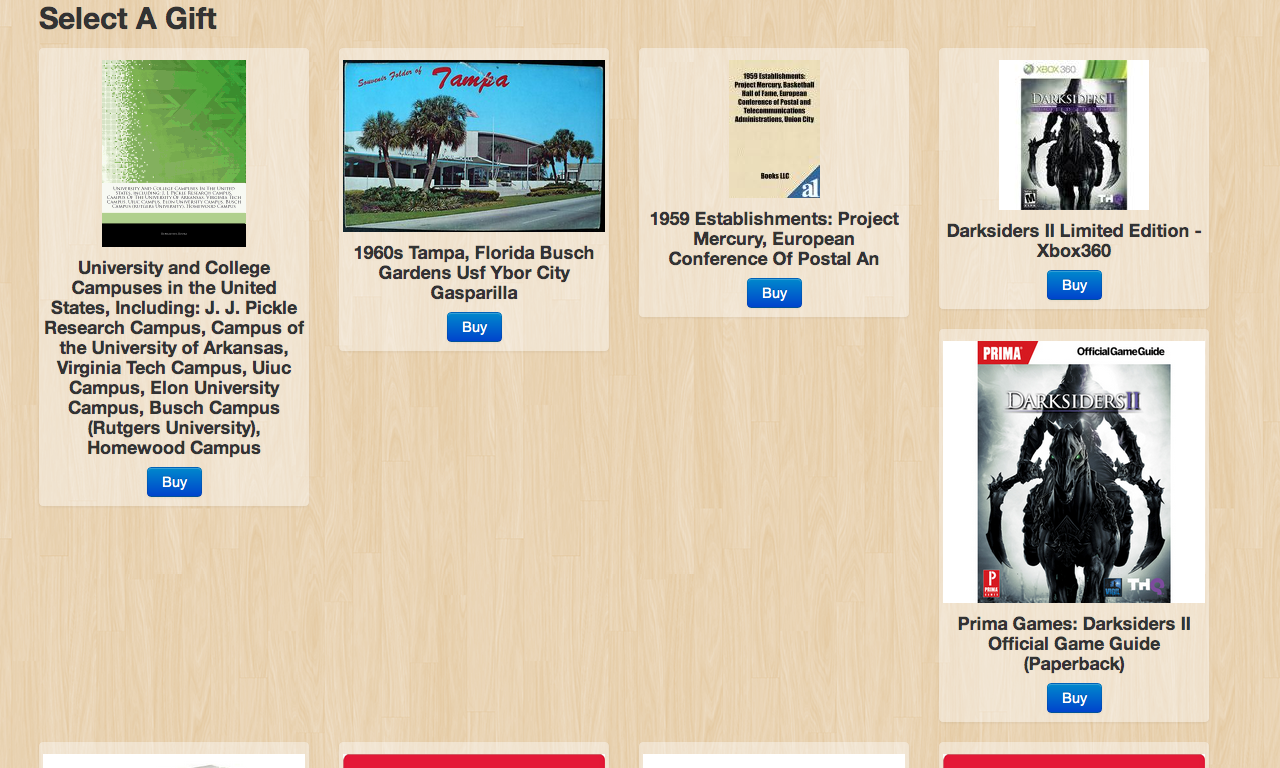 Select A Gift
UNIVERSITY AND COLLEGE CAMPUSES IN THE UNITED
STATES, INCLUDING: J. J. PICKLE RESEARCH CAMPUS,
CAMPUS OF THE UNIVERSITY OF ARKANSAS, VIRGINIA TECH
CAMPUS, UIUC CAMPUS, ELON UNIVERSITY CAMPUS, BUSCH
CAMPUS (RUTGERS UNIVERSITY), HOMEWOOD CAMPUS
University and College
Campuses in the United
States, Including: J. J. Pickle
Research Campus, Campus of
the University of Arkansas,
Virginia Tech Campus, Uiuc
Campus, Elon University
Campus, Busch Campus
(Rutgers University),
Homewood Campus
Buy
Souvenir Folder of
Tampa
1960s Tampa, Florida Busch
Gardens Usf Ybor City
Gasparilla
Buy
1959 Establishments:
Project Mercury, Basketball
Hall of Fame, European
Conference of Postal and
Telecommunications
Administrations, Union City
Books LLC
al
1959 Establishments: Project
Mercury, European
Conference Of Postal An
Buy
XBOX 360
DARKSIDERS II
THQ
Darksiders II Limited Edition -
Xbox360
Buy
PRIMA
Official Game Guide
DARKSIDERS II
PRIMA
VIGIL
THQ
Prima Games: Darksiders II
Official Game Guide
(Paperback)
Buy